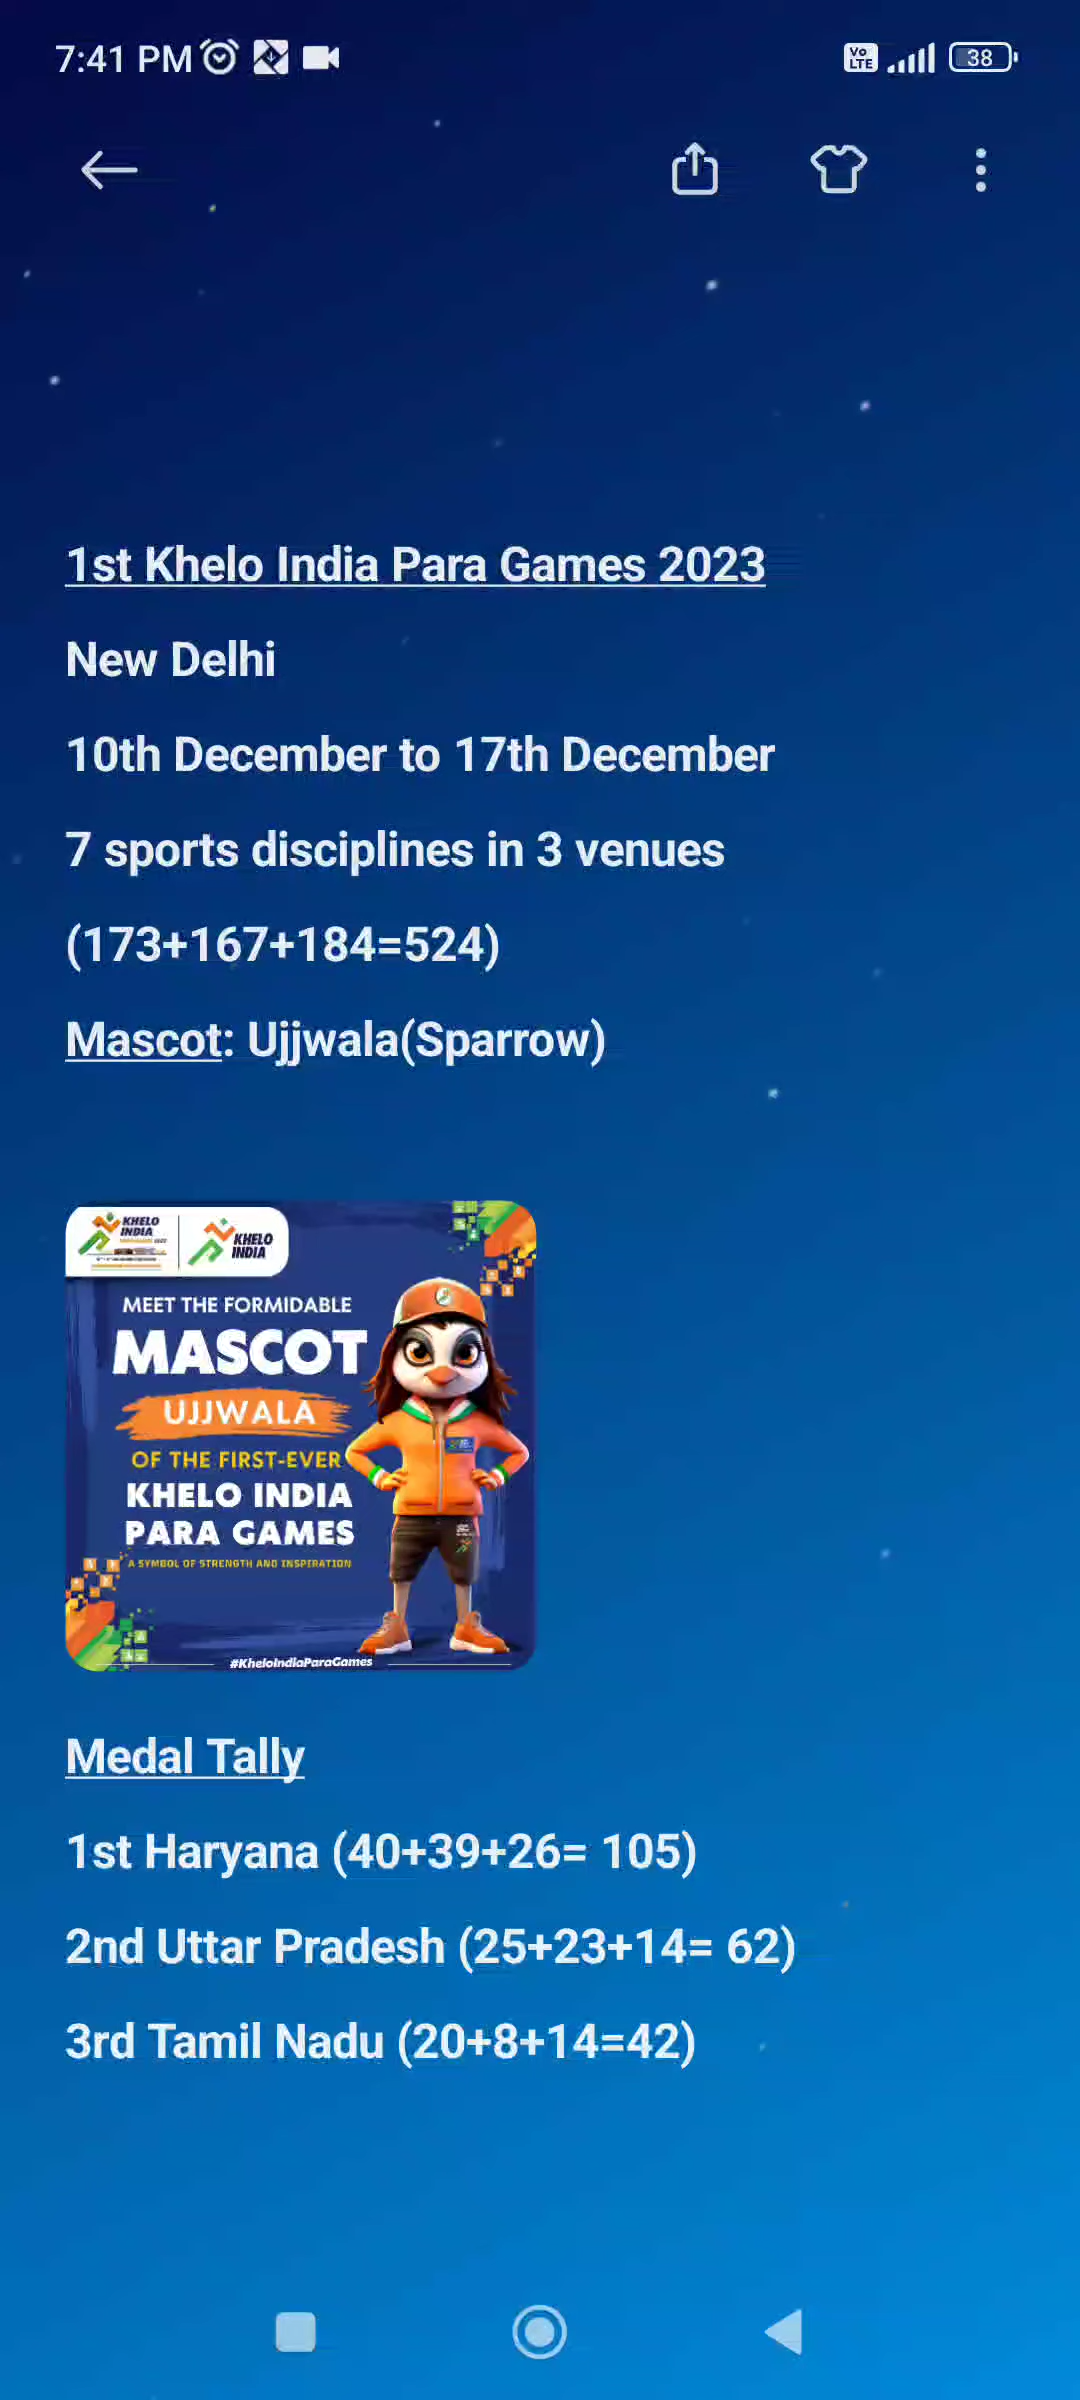 7:41 PM
Vo LTE
38
1st Khelo India Para Games 2023
New Delhi
10th December to 17th December
7 sports disciplines in 3 venues
(173+167+184=524)
Mascot: Ujjwala(Sparrow)
KHELO
INDIA
KHELO
INDIA
MEET THE FORMIDABLE
MASCOT
UJJWALA
OF THE FIRST-EVER
KHELO INDIA
PARA GAMES
A SYMBOL OF STRENGTH AND INSPIRATION
#KheloIndiaParaGames
Medal Tally
1st Haryana (40+39+26= 105)
2nd Uttar Pradesh (25+23+14= 62)
3rd Tamil Nadu (20+8+14=42)